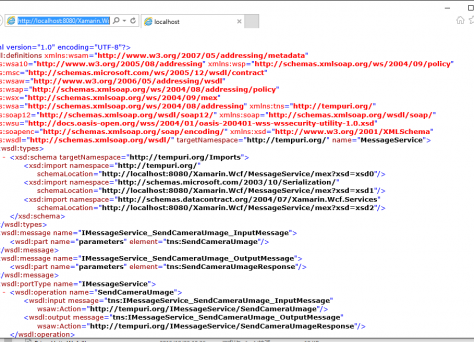 http://localhost:8080/Xamarin.Wc
localhost
ml version="1.0" encoding="UTF-8"?>
l:definitions xmlns:wsam="http://www.w3.org/2007/05/addressing/metadata"
s:wsa10="http://www.w3.org/2005/08/addressing" xmlns:wsp="http://schemas.xmlsoap.org/ws/2004/09/policy"
s:msc="http://schemas.microsoft.com/ws/2005/12/wsdl/contract"
s:wsaw="http://www.w3.org/2006/05/addressing/wsdl"
s:wsap="http://schemas.xmlsoap.org/ws/2004/08/addressing/policy"
s:wsx="http://schemas.xmlsoap.org/ws/2004/09/mex"
s:wsa="http://schemas.xmlsoap.org/ws/2004/08/addressing" xmlns:tns="http://tempuri.org/"
s:soap12="http://schemas.xmlsoap.org/wsdl/soap12/" xmlns:soap="http://schemas.xmlsoap.org/wsdl/soap/"
s:wsu="http://docs.oasis-open.org/wss/2004/01/oasis-200401-wss-wssecurity-utility-1.0.xsd"
s:soapenc="http://schemas.xmlsoap.org/soap/encoding/" xmlns:xsd="http://www.w3.org/2001/XMLSchema"
s:wsdl="http://schemas.xmlsoap.org/wsdl/" targetNamespace="http://tempuri.org/" name="MessageService">
wsdl:types>
- <xsd:schema targetNamespace="http://tempuri.org/Imports">
<xsd:import namespace="http://tempuri.org/"
schemaLocation="http://localhost:8080/Xamarin.Wcf/MessageService/mex?xsd=xsd0"/>
<xsd:import namespace="http://schemas.microsoft.com/2003/10/Serialization/"
schemaLocation="http://localhost:8080/Xamarin.Wcf/MessageService/mex?xsd=xsd1"/>
<xsd:import namespace="http://schemas.datacontract.org/2004/07/Xamarin.Wcf.Services"
schemaLocation="http://localhost:8080/Xamarin.Wcf/MessageService/mex?xsd=xsd2"/>
</xsd:schema>
/wsdl:types>
wsdl:message name="IMessageService_SendCameraUmage_InputMessage">
<wsdl:part name="parameters" element="tns:SendCameraUmage"/>
/wsdl:message>
wsdl:message name="IMessageService_SendCameraUmage_OutputMessage">
<wsdl:part name="parameters" element="tns:SendCameraUmageResponse"/>
/wsdl:message>
wsdl:portType name="IMessageService">
- <wsdl:operation name="SendCameraUmage">
<wsdl:input message="tns:IMessageService_SendCameraUmage_InputMessage"
wsaw:Action="http://tempuri.org/IMessageService/SendCameraUmage"/>
<wsdl:output message="tns:IMessageService_SendCameraUmage_OutputMessage"
wsaw:Action="http://tempuri.org/IMessageService/SendCameraUmageResponse"/>
</wsdl:operation>